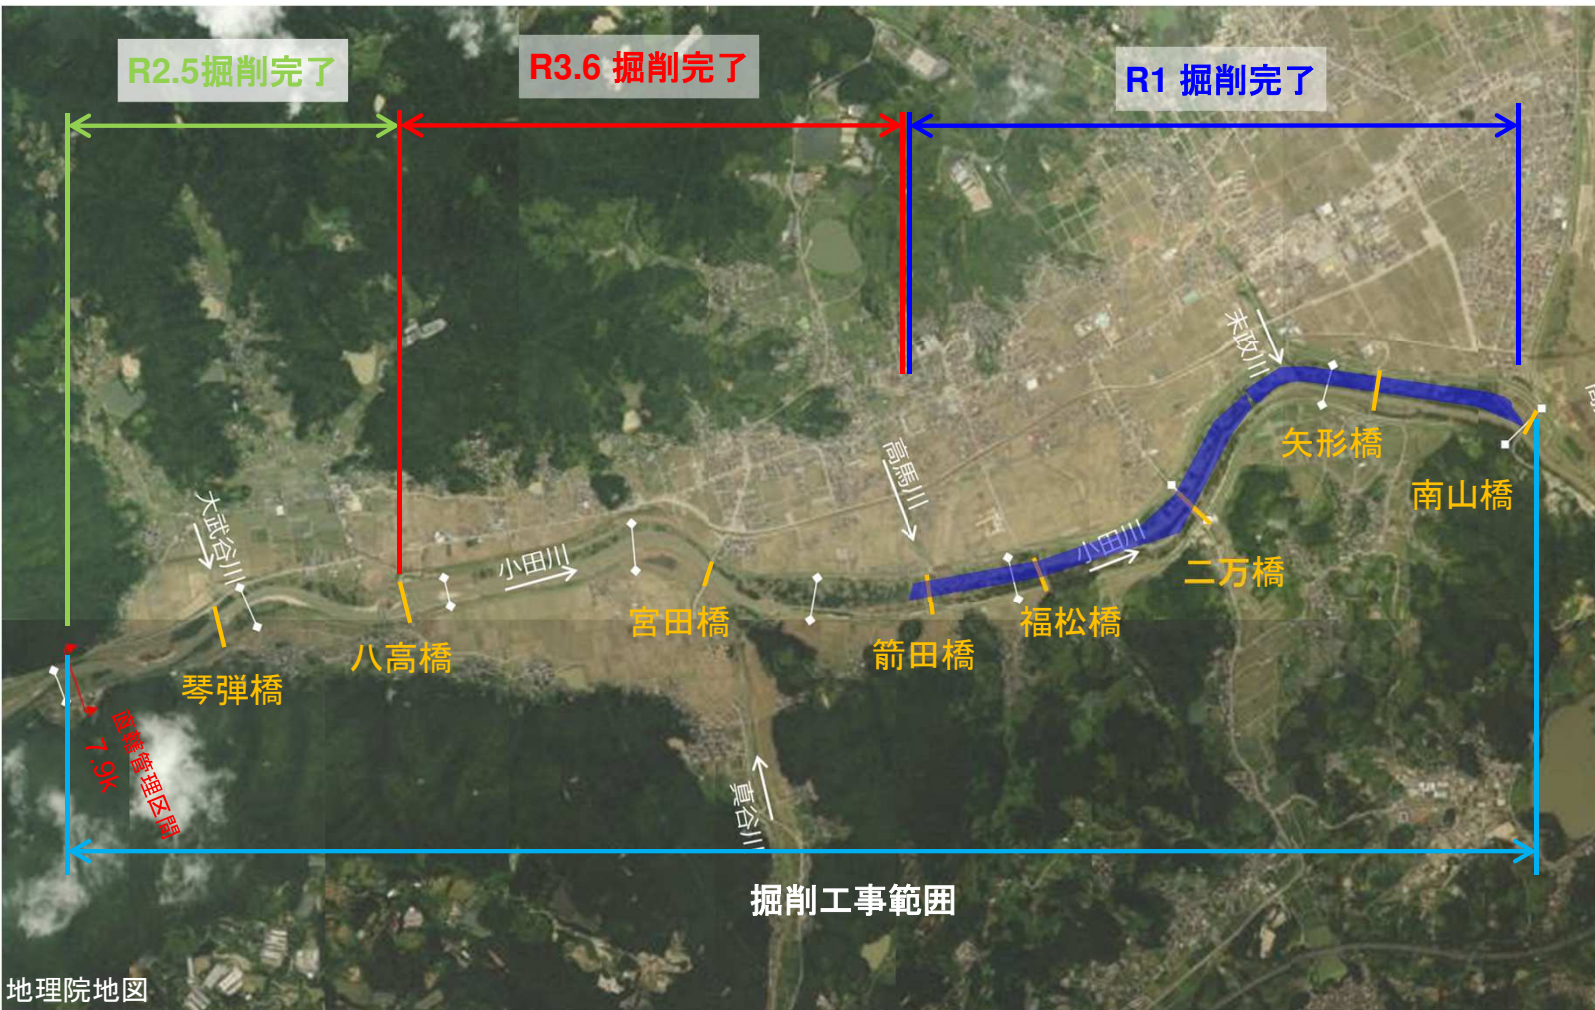 R2.5掘削完了
R3.6 掘削完了
R1 掘削完了
末政川
矢形橋
南山橋
高馬川
大武谷川
小田川
小田川
二万橋
宮田橋
福松橋
八高橋
箭田橋
琴弾橋
直轄管理区間
7.9k
真谷川
掘削工事範囲
地理院地図